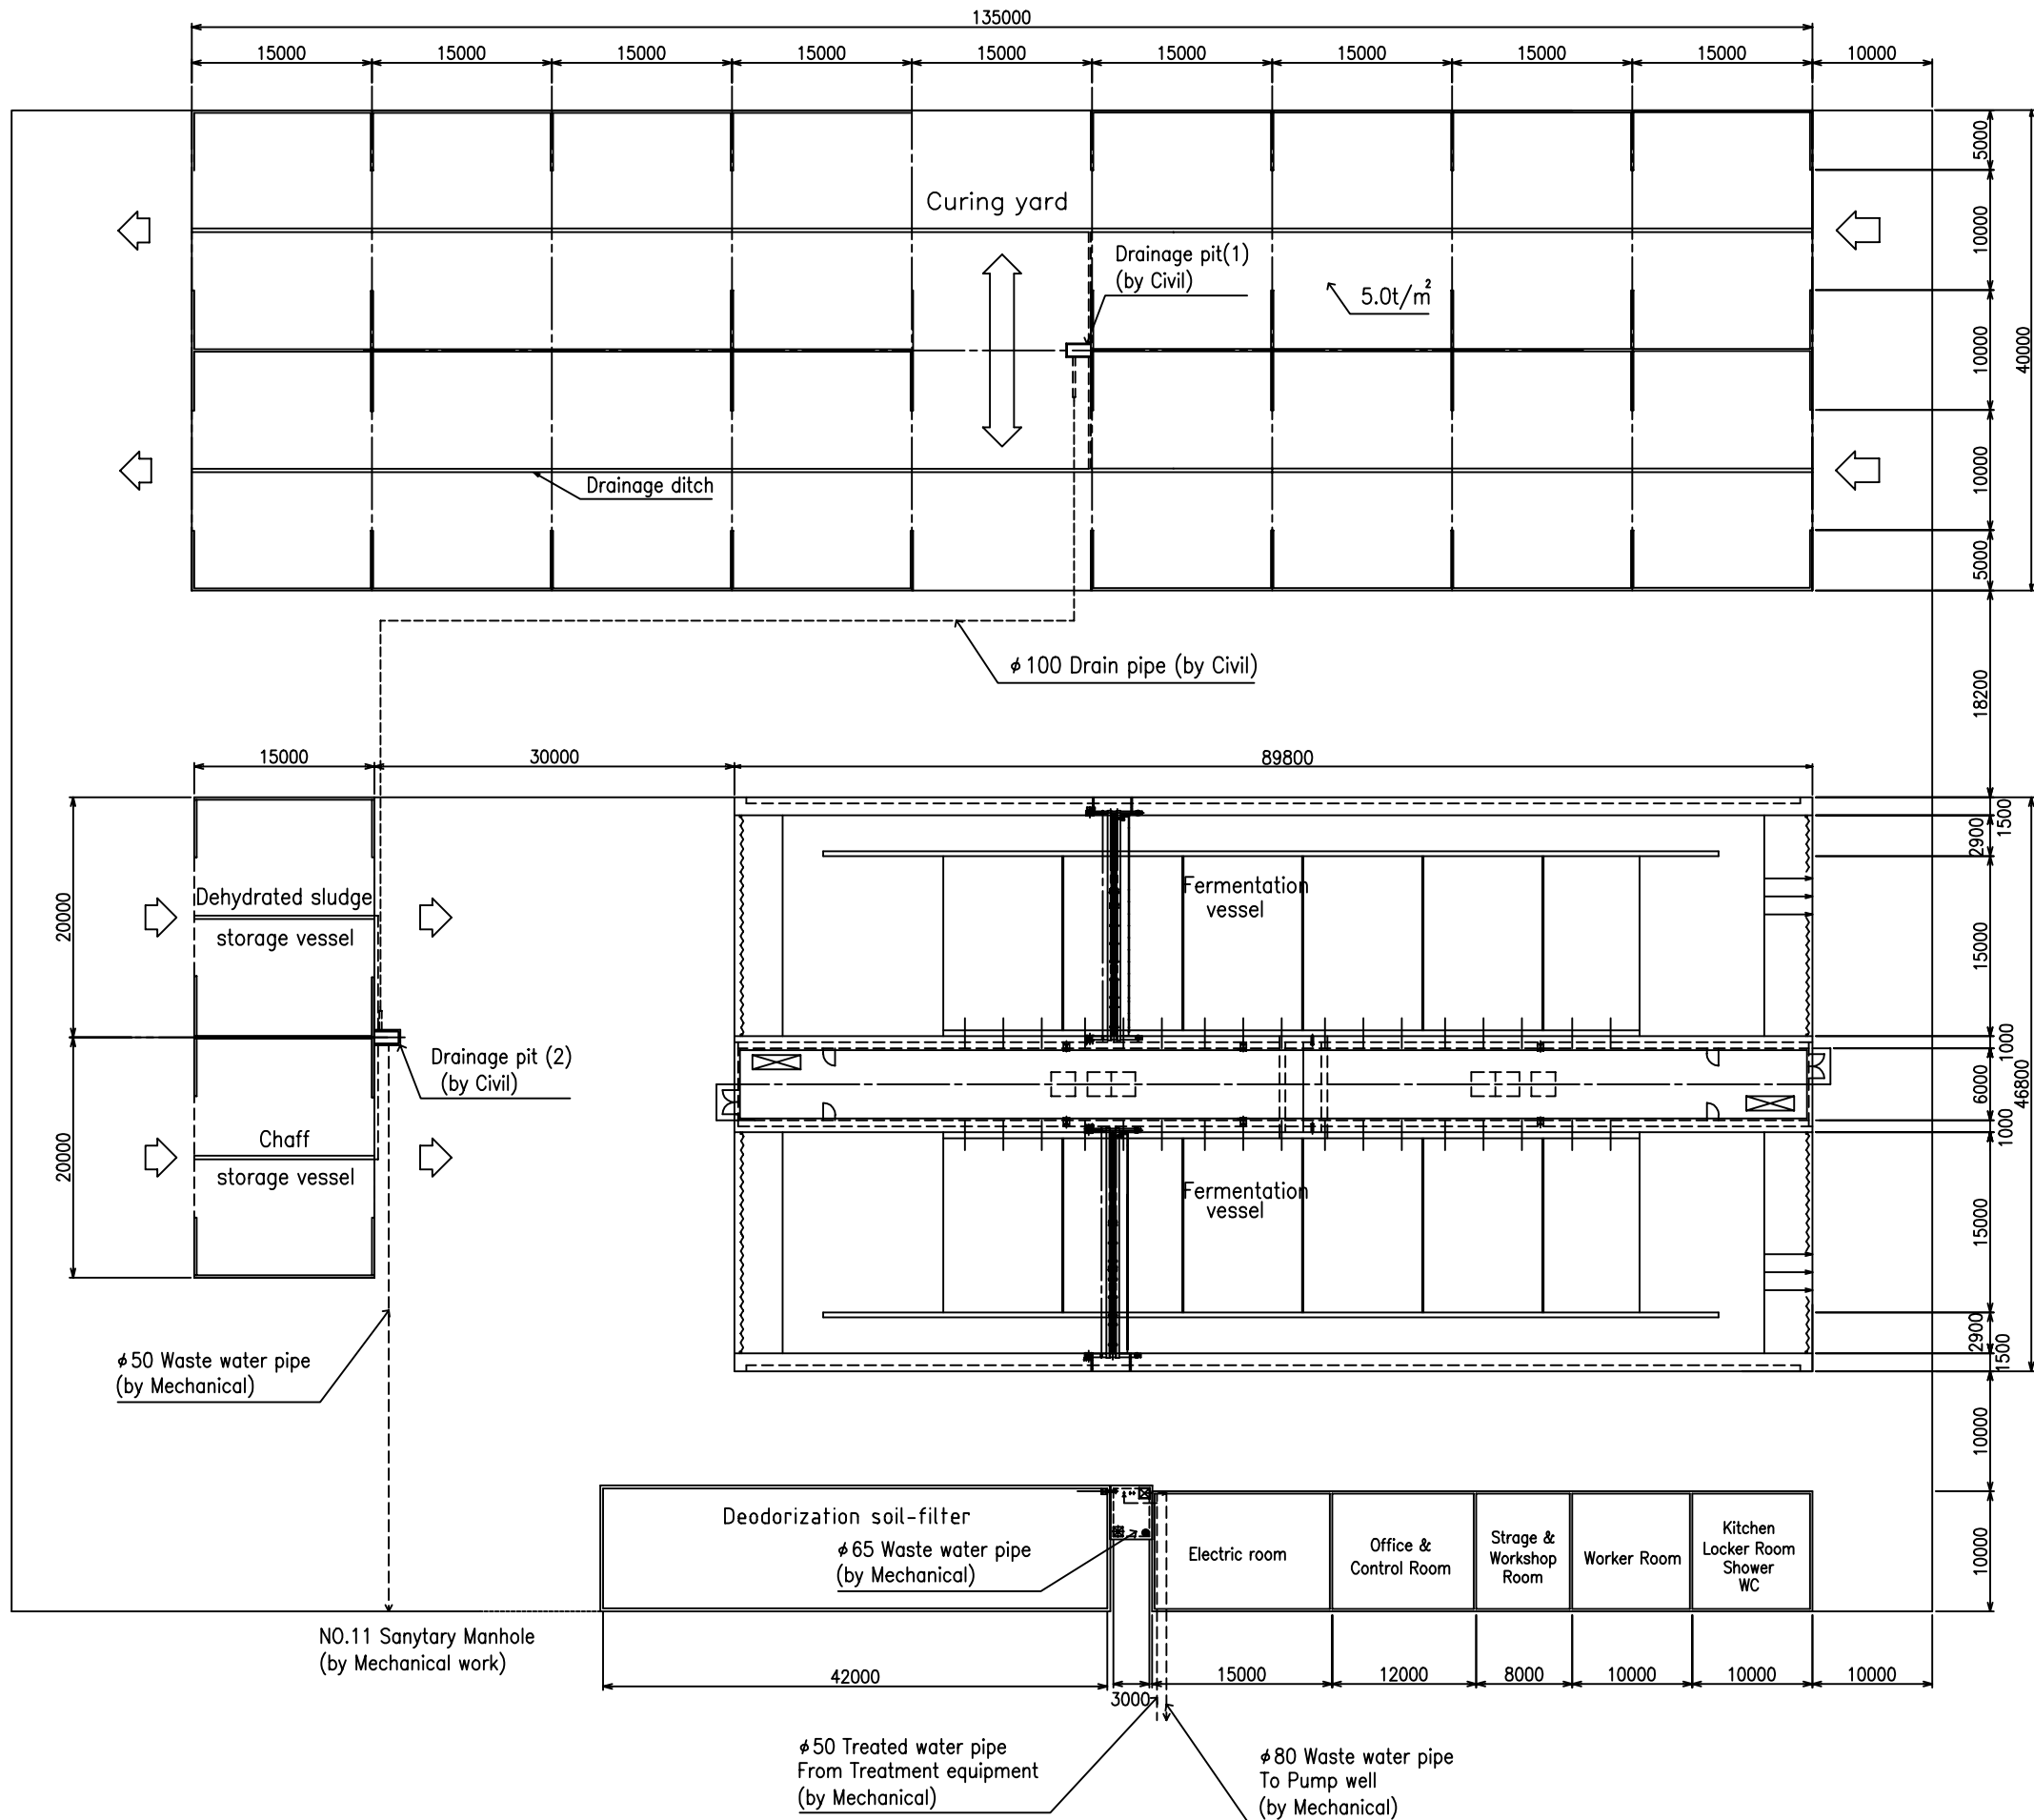 135000
15000 15000 15000 15000 15000 15000 15000 15000 15000 10000
5000
10000
10000
10000
5000
40000
Curing yard
Drainage pit(1)
(by Civil)
5.0t/m²
Drainage ditch
φ100 Drain pipe (by Civil)
18200
15000 30000 89800
20000
20000
Dehydrated sludge
storage vessel
Chaff
storage vessel
Drainage pit (2)
(by Civil)
Fermentation
vessel
Fermentation
vessel
1500
2900
15000
1000
6000
1000
15000
2900
1500
46800
10000
10000
φ50 Waste water pipe
(by Mechanical)
Deodorization soil-filter
φ65 Waste water pipe
(by Mechanical)
Electric room
Office &
Control Room
Strage &
Workshop
Room
Worker Room
Kitchen
Locker Room
Shower
WC
NO.11 Sanytary Manhole
(by Mechanical work)
42000 3000 15000 12000 8000 10000 10000 10000
φ50 Treated water pipe
From Treatment equipment
(by Mechanical)
φ80 Waste water pipe
To Pump well
(by Mechanical)